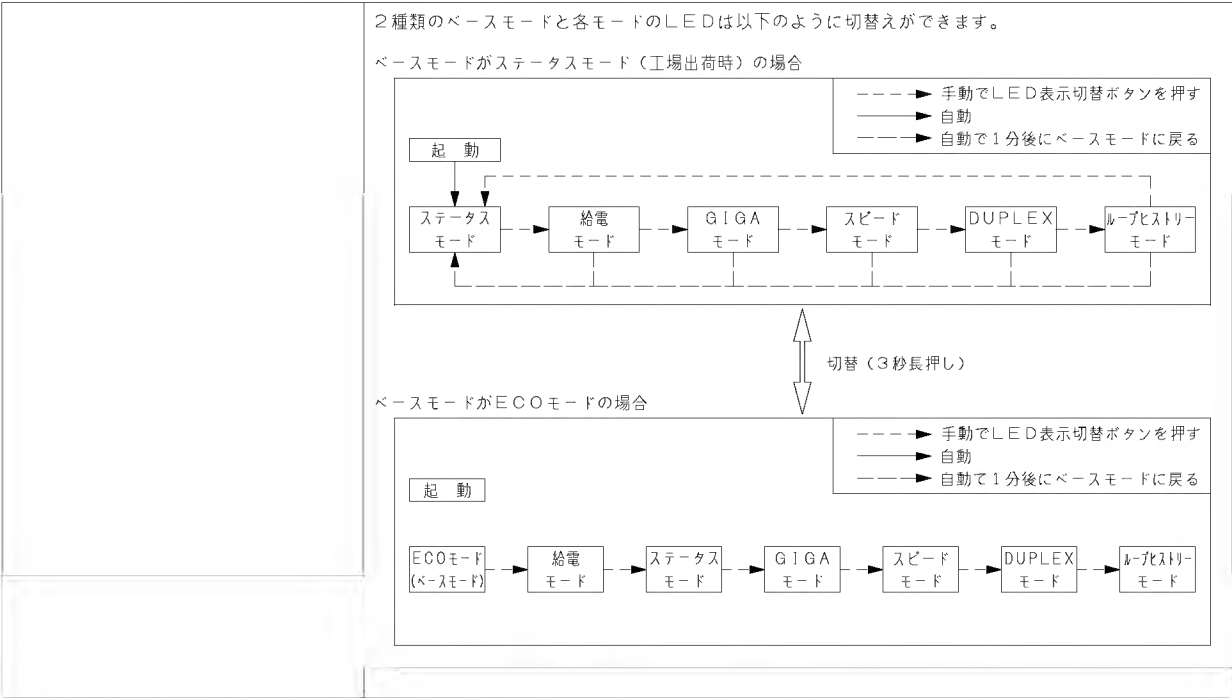 ２種類のベースモードと各モードのＬＥＤは以下のように切替えができます。
ベースモードがステータスモード（工場出荷時）の場合
手動でＬＥＤ表示切替ボタンを押す
自動
自動で１分後にベースモードに戻る
起　動
ステータス
モード
給電
モード
ＧＩＧＡ
モード
スピード
モード
ＤＵＰＬＥＸ
モード
ループヒストリー
モード
切替（３秒長押し）
ベースモードがＥＣＯモードの場合
手動でＬＥＤ表示切替ボタンを押す
自動
自動で１分後にベースモードに戻る
起　動
ECOモード
(ベースモード)
給電
モード
ステータス
モード
ＧＩＧＡ
モード
スピード
モード
DUPLEX
モード
ループヒストリー
モード